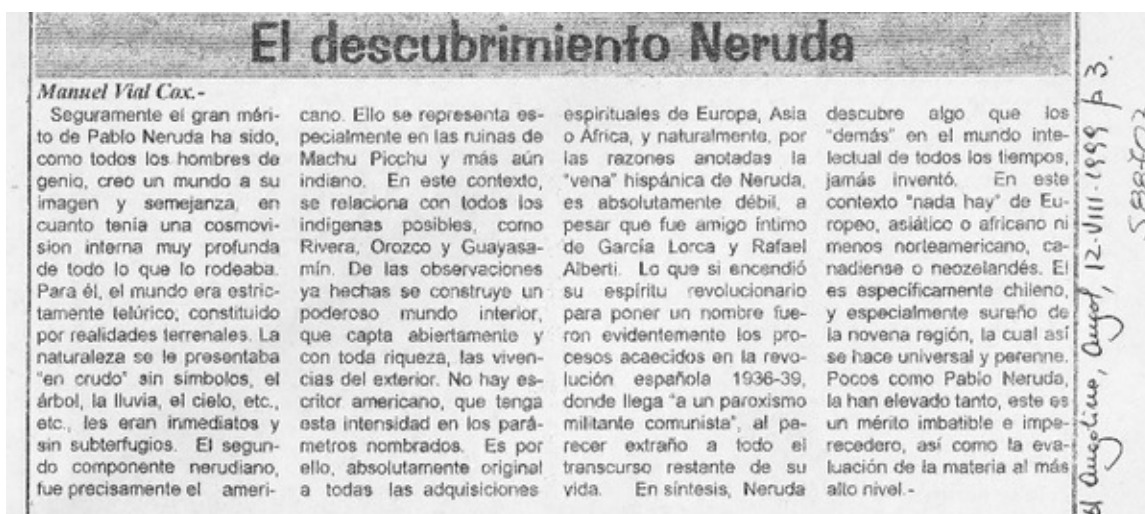 El descubrimiento Neruda
Manuel Vial Cox.-
Seguramente el gran méri-
to de Pablo Neruda ha sido,
como todos los hombres de
genio, creo un mundo a su
imagen y semejanza, en
cuanto tenía una cosmovi-
sion interna muy profunda
de todo lo que lo rodeaba.
Para él, el mundo era estric-
tamente telúrico, constituido
por realidades terrenales. La
naturaleza se le presentaba
"en crudo" sin símbolos, el
árbol, la lluvia, el cielo, etc.,
etc., les eran inmediatos y
sin subterfugios. El segun-
do componente nerudiano,
fue precisamente el ameri-
cano. Ello se representa es-
pecialmente en las ruinas de
Machu Picchu y más aún
indiano. En este contexto,
se relaciona con todos los
indígenas posibles, como
Rivera, Orozco y Guayasa-
mín. De las observaciones
ya hechas se construye un
poderoso mundo interior,
que capta abiertamente y
con toda riqueza, las viven-
cias del exterior. No hay es-
critor americano, que tenga
esta intensidad en los pará-
metros nombrados. Es por
ello, absolutamente original
a todas las adquisiciones
espirituales de Europa, Asia
o África, y naturalmente, por
las razones anotadas la
"vena" hispánica de Neruda,
es absolutamente débil, a
pesar que fue amigo íntimo
de García Lorca y Rafael
Alberti. Lo que si encendió
su espíritu revolucionario
para poner un nombre fue-
ron evidentemente los pro-
cesos acaecidos en la revo-
lución española 1936-39,
donde llega "a un paroxismo
militante comunista", al pa-
recer extraño a todo el
transcurso restante de su
vida. En síntesis, Neruda
descubre algo que los
"demás" en el mundo inte-
lectual de todos los tiempos,
jamás inventó. En este
contexto "nada hay" de Eu-
ropeo, asiático o africano ni
menos norteamericano, ca-
nadiense o neozelandés. El
es específicamente chileno,
y especialmente sureño de
la novena región, la cual así
se hace universal y perenne.
Pocos como Pablo Neruda,
la han elevado tanto, este es
un mérito imbatible e impe-
recedero, así como la eva-
luación de la materia al más
alto nivel.-
El Angolino, Angol, 12-VIII-1999 p 3.